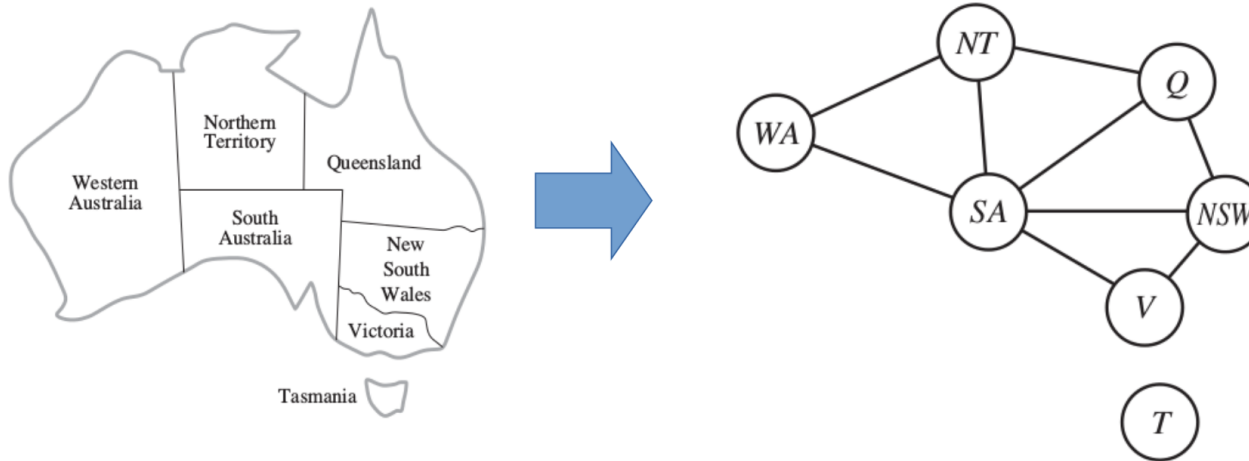 Northern
Territory
Western
Australia
Queensland
South
Australia
New
South
Wales
Victoria
Tasmania
NT
Q
WA
SA
NSW
V
T